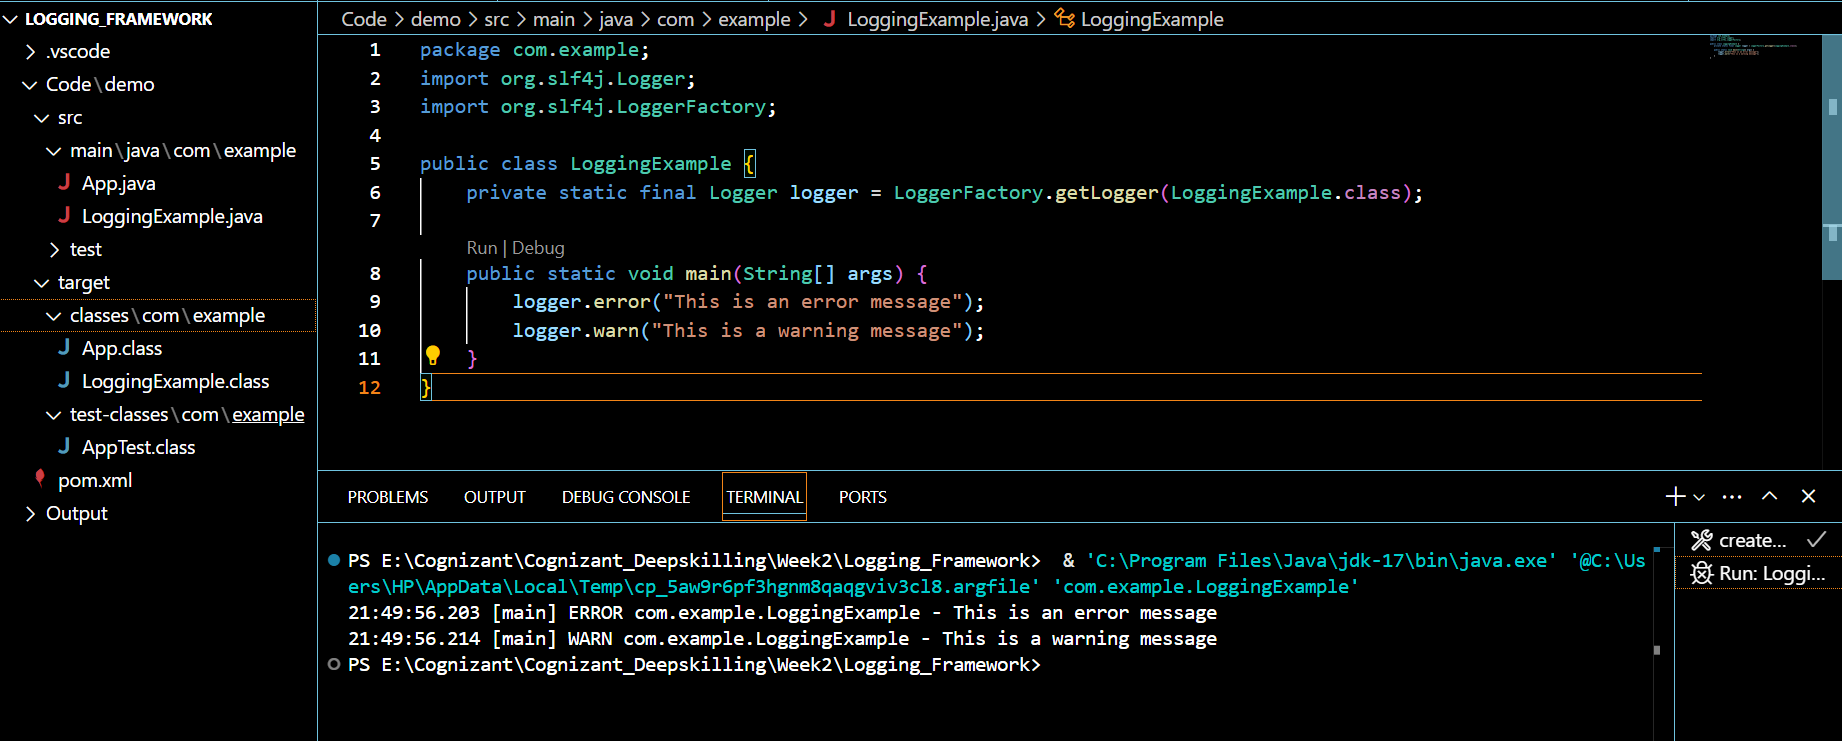 LOGGING_FRAMEWORK
.vscode
Code\demo
src
main\java\com\example
App.java
LoggingExample.java
test
target
classes\com\example
App.class
LoggingExample.class
test-classes\com\example
AppTest.class
pom.xml
Output
Code > demo > src > main > java > com > example > LoggingExample.java > LoggingExample
1 package com.example;
2 import org.slf4j.Logger;
3 import org.slf4j.LoggerFactory;
4
5 public class LoggingExample {
6 private static final Logger logger = LoggerFactory.getLogger(LoggingExample.class);
7
Run | Debug
8 public static void main(String[] args) {
9 logger.error("This is an error message");
10 logger.warn("This is a warning message");
11 }
12 }
PROBLEMS OUTPUT DEBUG CONSOLE TERMINAL PORTS
PS E:\Cognizant\Cognizant_Deepskilling\Week2\Logging_Framework> & 'C:\Program Files\Java\jdk-17\bin\java.exe' '@C:\Us
ers\HP\AppData\Local\Temp\cp_5aw9r6pf3hgnm8qaqgviv3cl8.argfile' 'com.example.LoggingExample'
21:49:56.203 [main] ERROR com.example.LoggingExample - This is an error message
21:49:56.214 [main] WARN com.example.LoggingExample - This is a warning message
PS E:\Cognizant\Cognizant_Deepskilling\Week2\Logging_Framework>
create...
Run: Loggi...